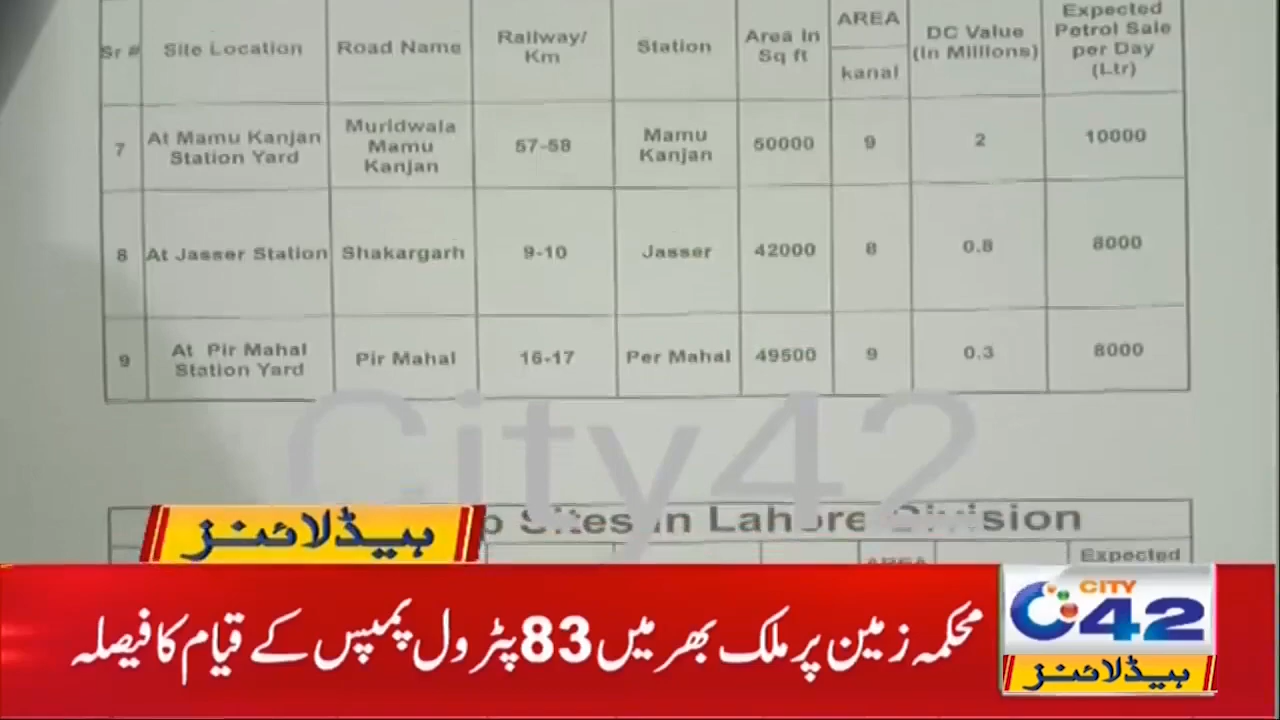 Sr # Site Location Road Name Railway/ Km Station Area In Sq ft AREA kanal DC Value (In Millions) Expected Petrol Sale per Day (Ltr)
7 At Mamu Kanjan Station Yard Muridwala Mamu Kanjan 57-58 Mamu Kanjan 50000 9 2 10000
8 At Jasser Station Shakargarh 9-10 Jasser 42000 8 0.8 8000
9 At Pir Mahal Station Yard Pir Mahal 16-17 Per Mahal 49500 9 0.3 8000
City42
Sites in Lahore Division
AREA Expected
ہیڈلائنز
محکمہ زمین پر ملک بھر میں 83 پٹرول پمپس کے قیام کا فیصلہ
CITY
42
ہیڈلائنز